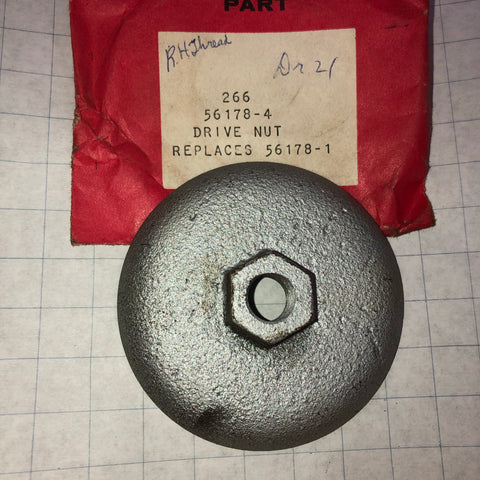 PART
R.H.Thread
Dr 21
266
56178-4
DRIVE NUT
REPLACES 56178-1